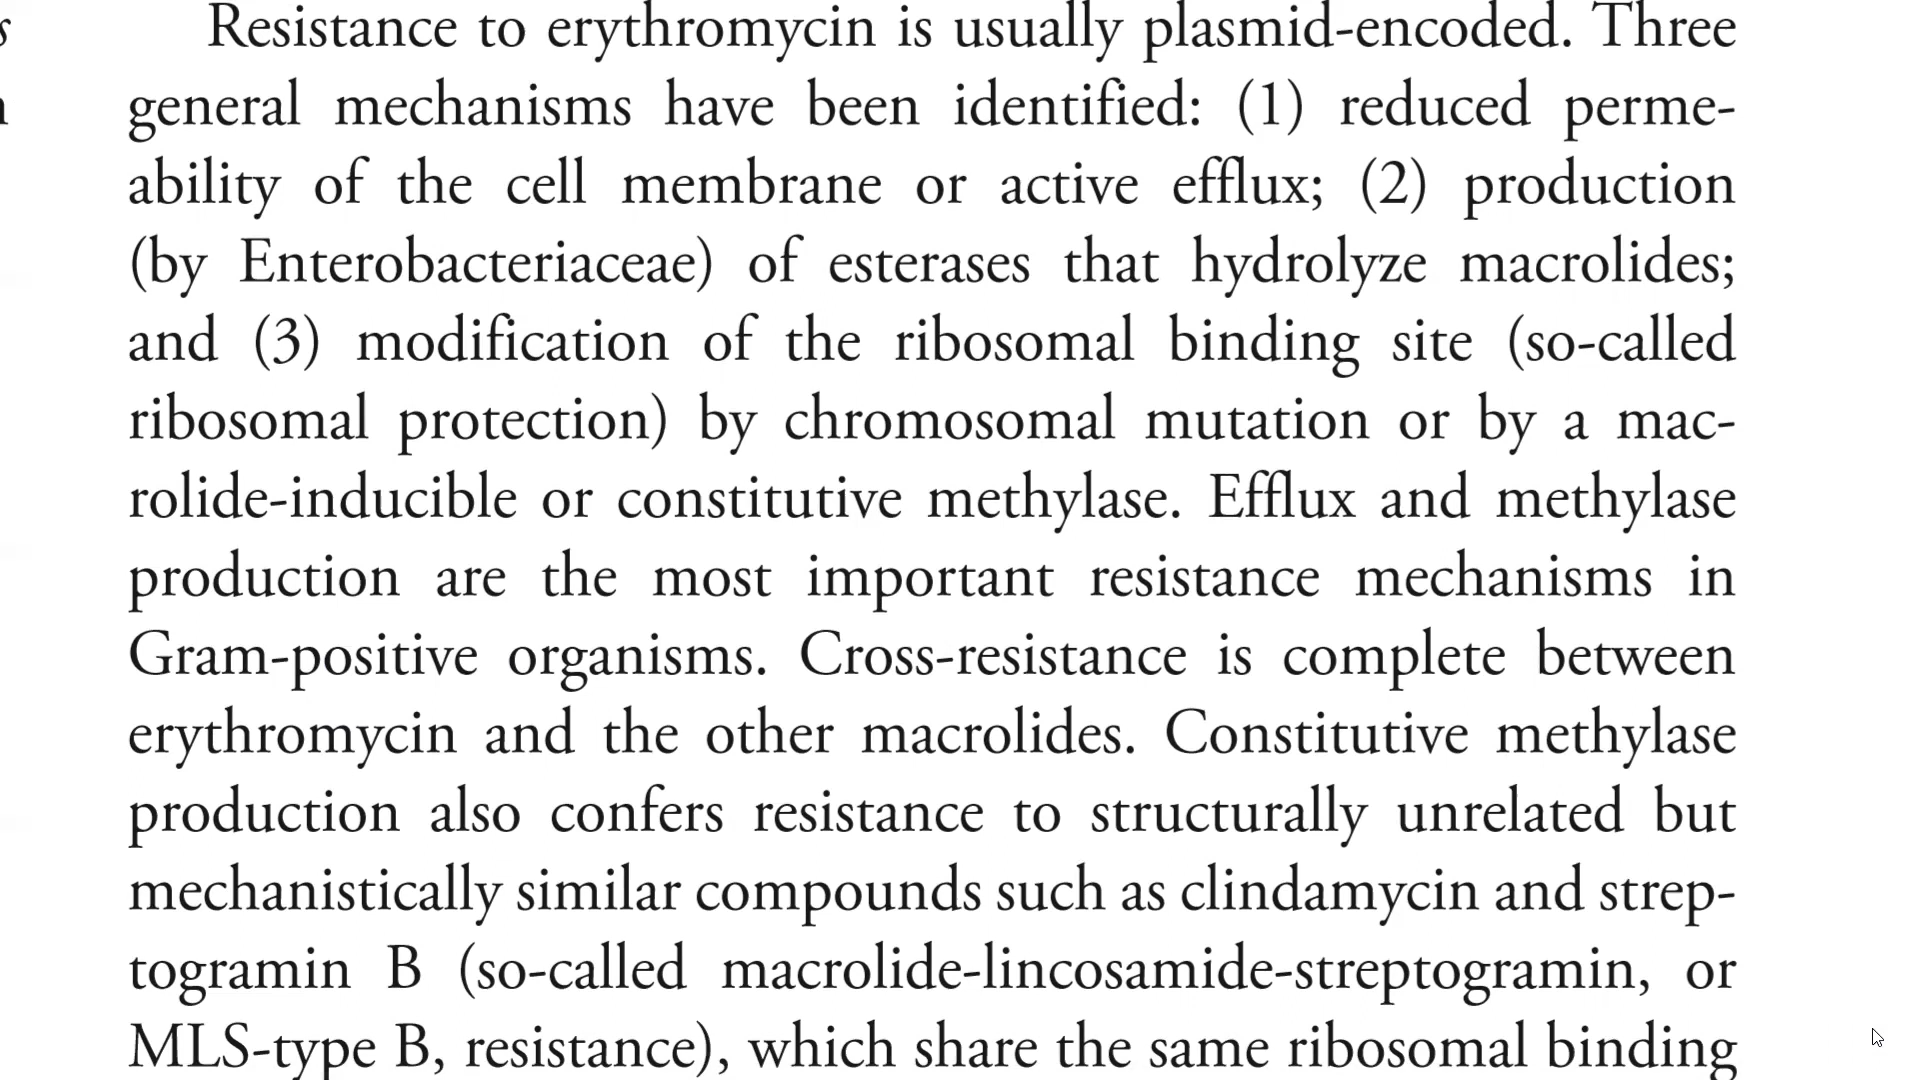 Resistance to erythromycin is usually plasmid-encoded. Three
general mechanisms have been identified: (1) reduced perme-
ability of the cell membrane or active efflux; (2) production
(by Enterobacteriaceae) of esterases that hydrolyze macrolides;
and (3) modification of the ribosomal binding site (so-called
ribosomal protection) by chromosomal mutation or by a mac-
rolide-inducible or constitutive methylase. Efflux and methylase
production are the most important resistance mechanisms in
Gram-positive organisms. Cross-resistance is complete between
erythromycin and the other macrolides. Constitutive methylase
production also confers resistance to structurally unrelated but
mechanistically similar compounds such as clindamycin and strep-
togramin B (so-called macrolide-lincosamide-streptogramin, or
MLS-type B, resistance), which share the same ribosomal binding